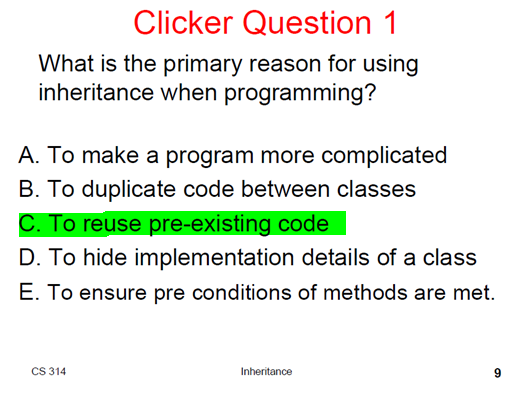 Clicker Question 1
What is the primary reason for using
inheritance when programming?
A. To make a program more complicated
B. To duplicate code between classes
C. To reuse pre-existing code
D. To hide implementation details of a class
E. To ensure pre conditions of methods are met.
CS 314
Inheritance
9